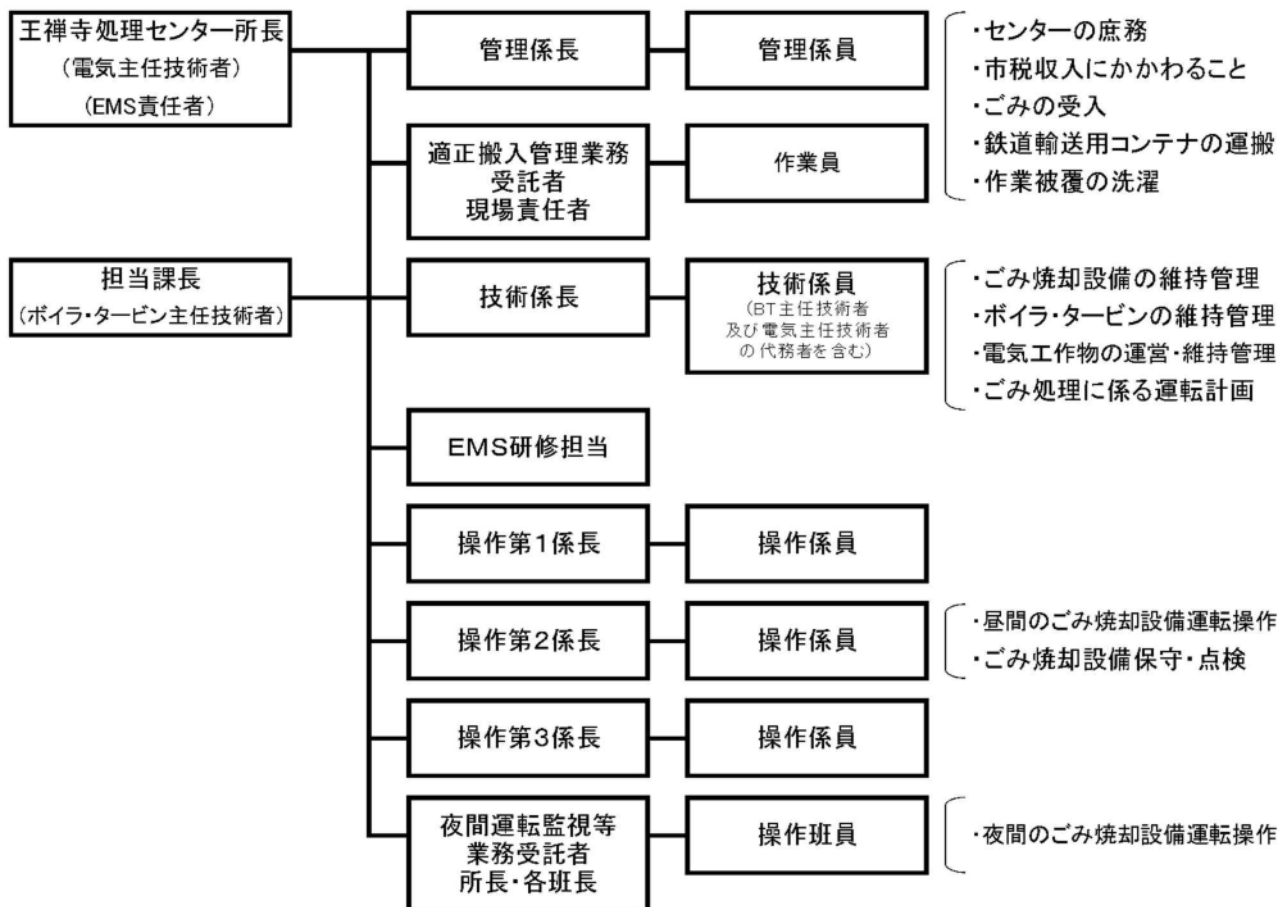 王禅寺処理センター所長
(電気主任技術者)
(EMS責任者)
管理係長
管理係員
・センターの庶務
・市税収入にかかわること
・ごみの受入
・鉄道輸送用コンテナの運搬
・作業被覆の洗濯
適正搬入管理業務
受託者
現場責任者
作業員
担当課長
(ボイラ・タービン主任技術者)
技術係長
技術係員
(BT主任技術者
及び電気主任技術者
の代務者を含む)
・ごみ焼却設備の維持管理
・ボイラ・タービンの維持管理
・電気工作物の運営・維持管理
・ごみ処理に係る運転計画
EMS研修担当
操作第1係長
操作係員
操作第2係長
操作係員
・昼間のごみ焼却設備運転操作
・ごみ焼却設備保守・点検
操作第3係長
操作係員
夜間運転監視等
業務受託者
所長・各班長
操作班員
・夜間のごみ焼却設備運転操作